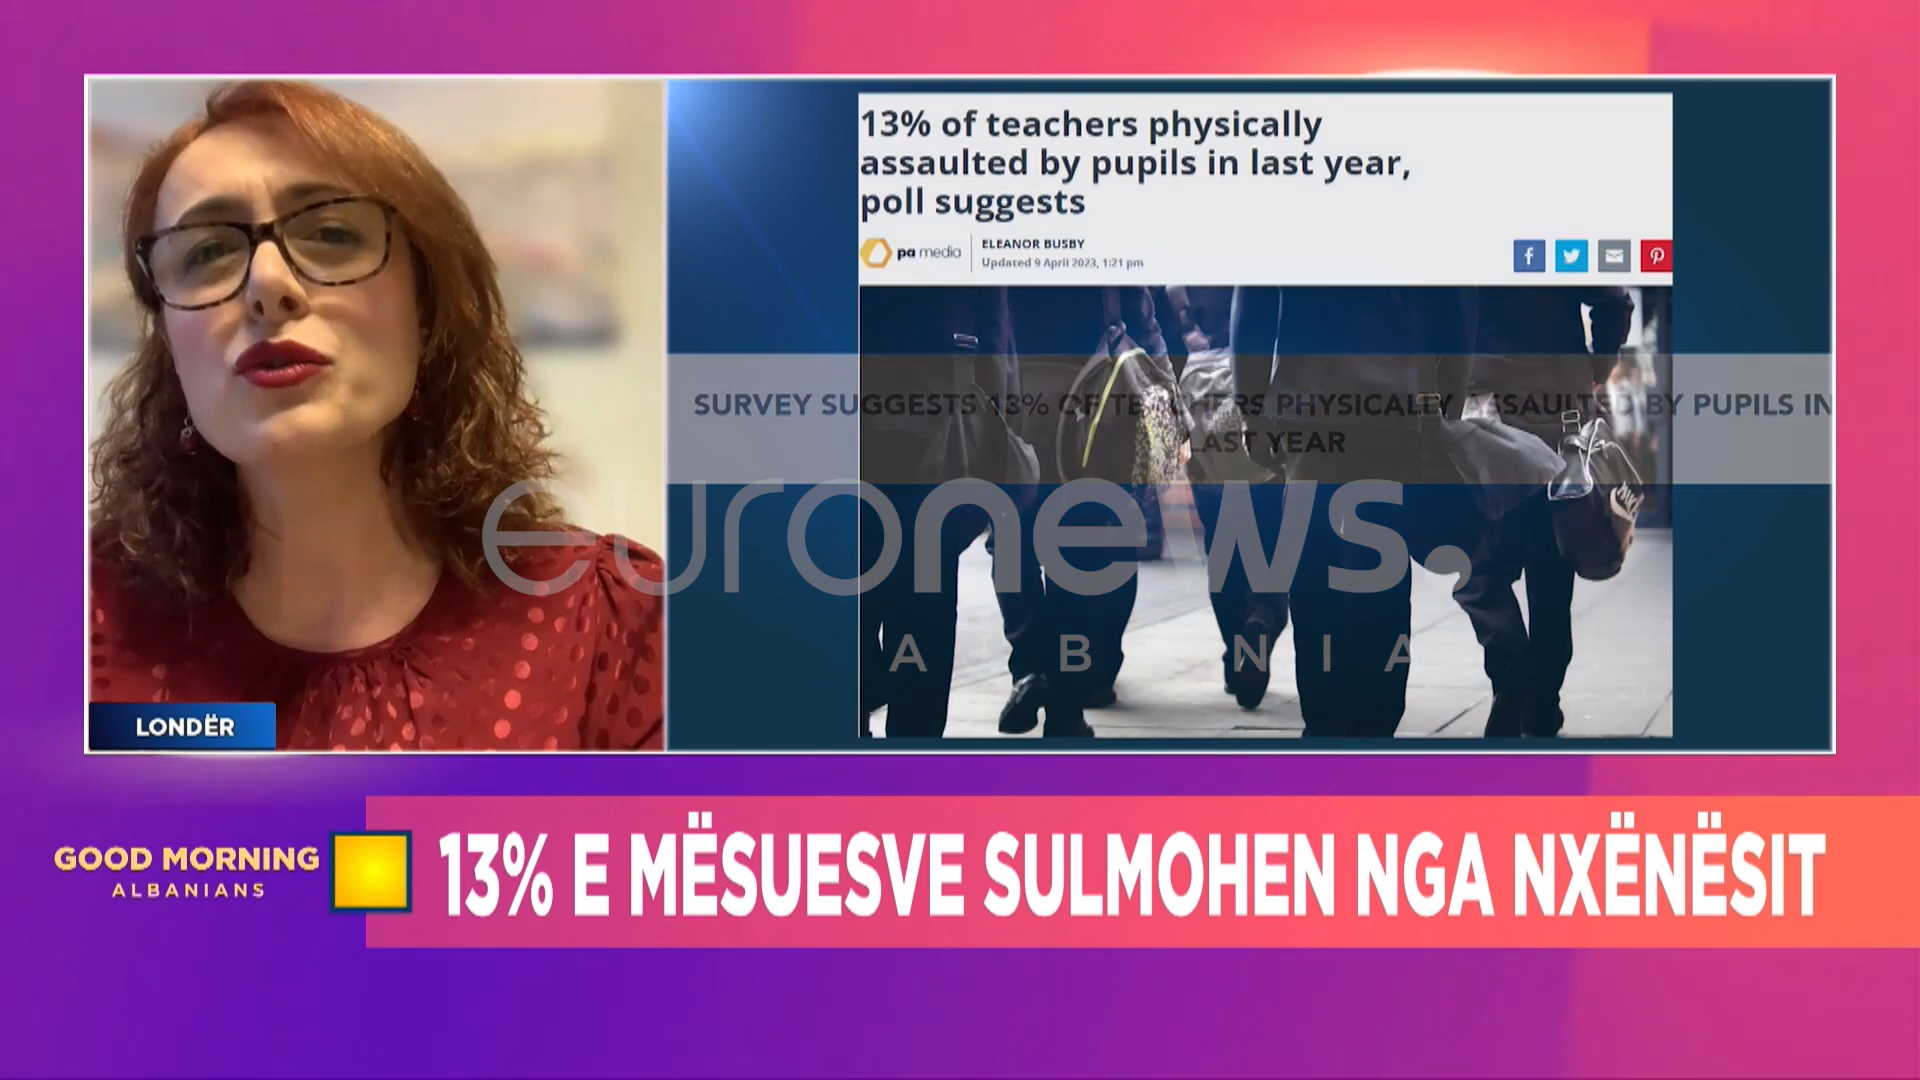 13% of teachers physically
assaulted by pupils in last year,
poll suggests
pa media
ELEANOR BUSBY
Updated 9 April 2023, 1:21 pm
SURVEY SUGGESTS 13% OF TEACHERS PHYSICALLY ASSAULTED BY PUPILS IN
LAST YEAR
euronews.
A B NIA
LONDËR
GOOD MORNING
ALBANIANS
13% E MËSUESVE SULMOHEN NGA NXËNËSIT